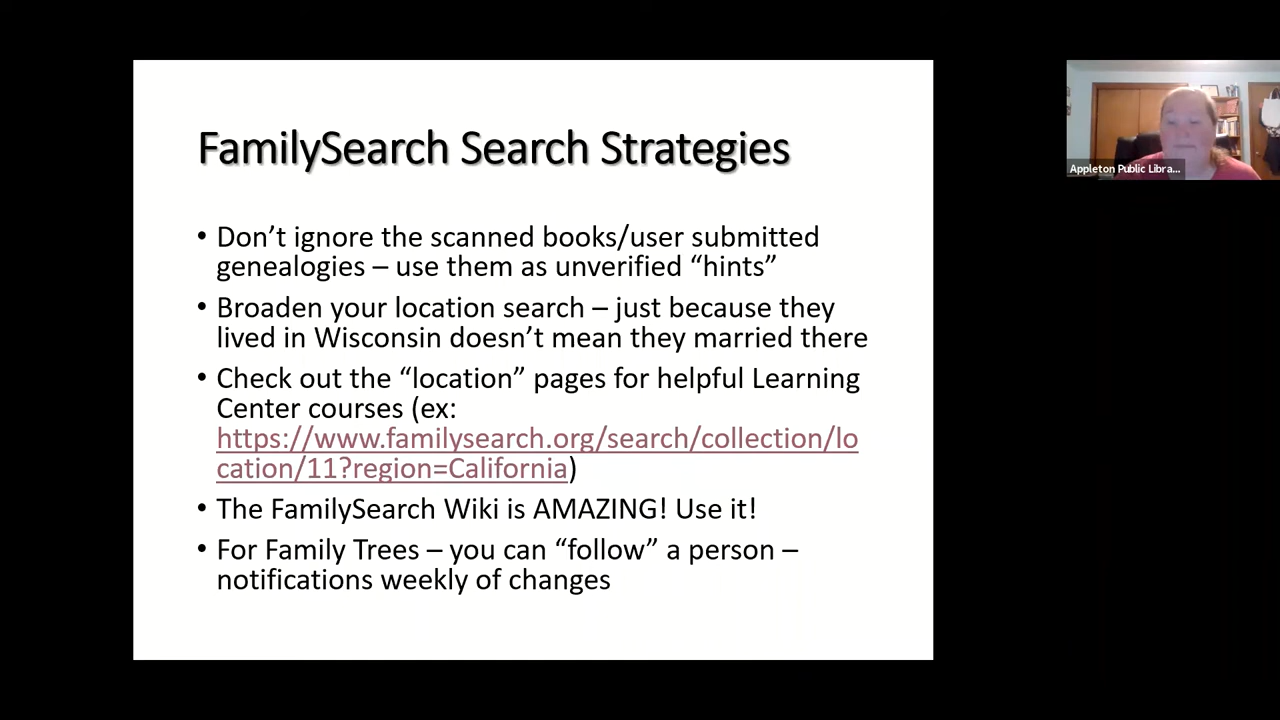 FamilySearch Search Strategies
• Don’t ignore the scanned books/user submitted
genealogies – use them as unverified “hints”
• Broaden your location search – just because they
lived in Wisconsin doesn’t mean they married there
• Check out the “location” pages for helpful Learning
Center courses (ex:
https://www.familysearch.org/search/collection/lo
cation/11?region=California)
• The FamilySearch Wiki is AMAZING! Use it!
• For Family Trees – you can “follow” a person –
notifications weekly of changes
Appleton Public Libra...